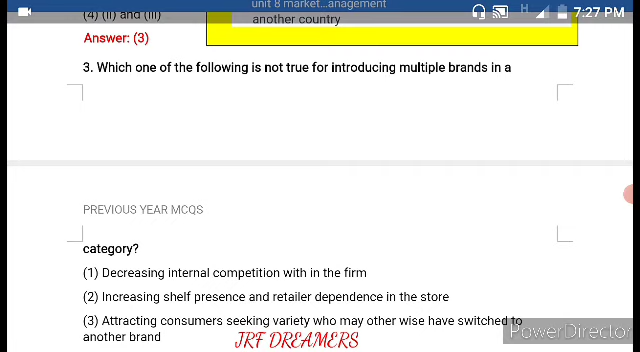 unit 8 market...anagement
H
7:27 PM
(4) (ii) and (iii)
another country
Answer: (3)
3. Which one of the following is not true for introducing multiple brands in a
PREVIOUS YEAR MCQS
category?
(1) Decreasing internal competition with in the firm
(2) Increasing shelf presence and retailer dependence in the store
(3) Attracting consumers seeking variety who may other wise have switched to
another brand
JRF DREAMERS
PowerDirector